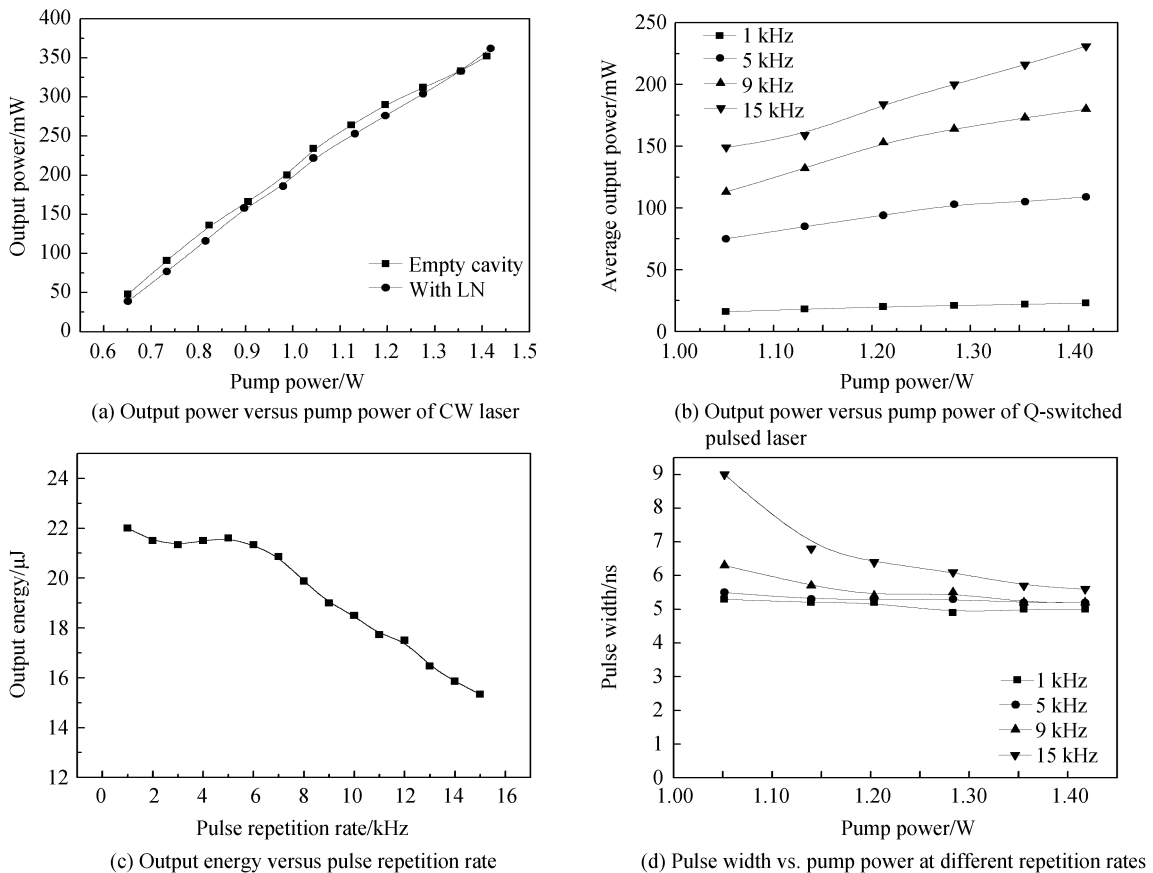 400
350
300
250
200
150
100
50
0
Output power/mW
Empty cavity
With LN
0.6 0.7 0.8 0.9 1.0 1.1 1.2 1.3 1.4 1.5
Pump power/W
(a) Output power versus pump power of CW laser
250
200
150
100
50
0
Average output power/mW
1 kHz
5 kHz
9 kHz
15 kHz
1.00 1.10 1.20 1.30 1.40
Pump power/W
(b) Output power versus pump power of Q-switched
pulsed laser
24
22
20
18
16
14
12
Output energy/μJ
0 2 4 6 8 10 12 14 16
Pulse repetition rate/kHz
(c) Output energy versus pulse repetition rate
9
8
7
6
5
4
3
2
1
0
Pulse width/ns
1 kHz
5 kHz
9 kHz
15 kHz
1.00 1.10 1.20 1.30 1.40
Pump power/W
(d) Pulse width vs. pump power at different repetition rates